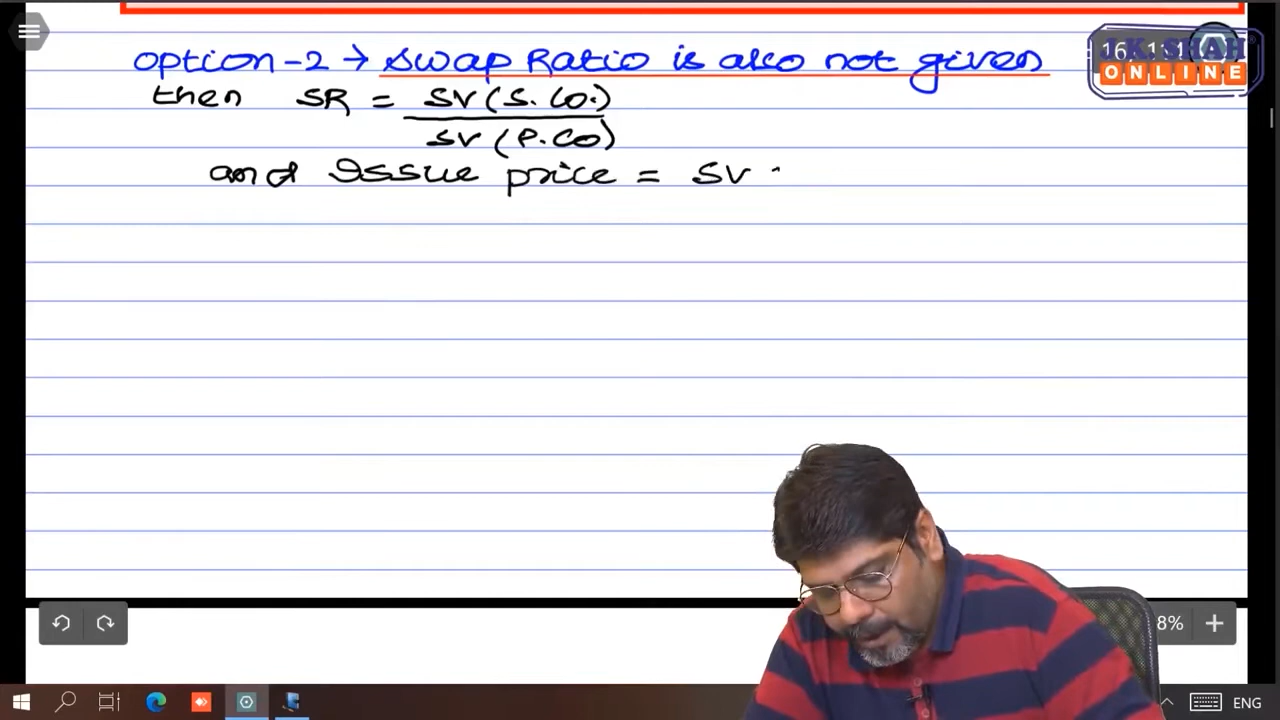 option-2 → Swap Ratio is also not given
then SR = SV (S. Co.)
SV (P. Co)
and Issue price = SV
J.K. SHAH®
ONLINE
8%
ENG